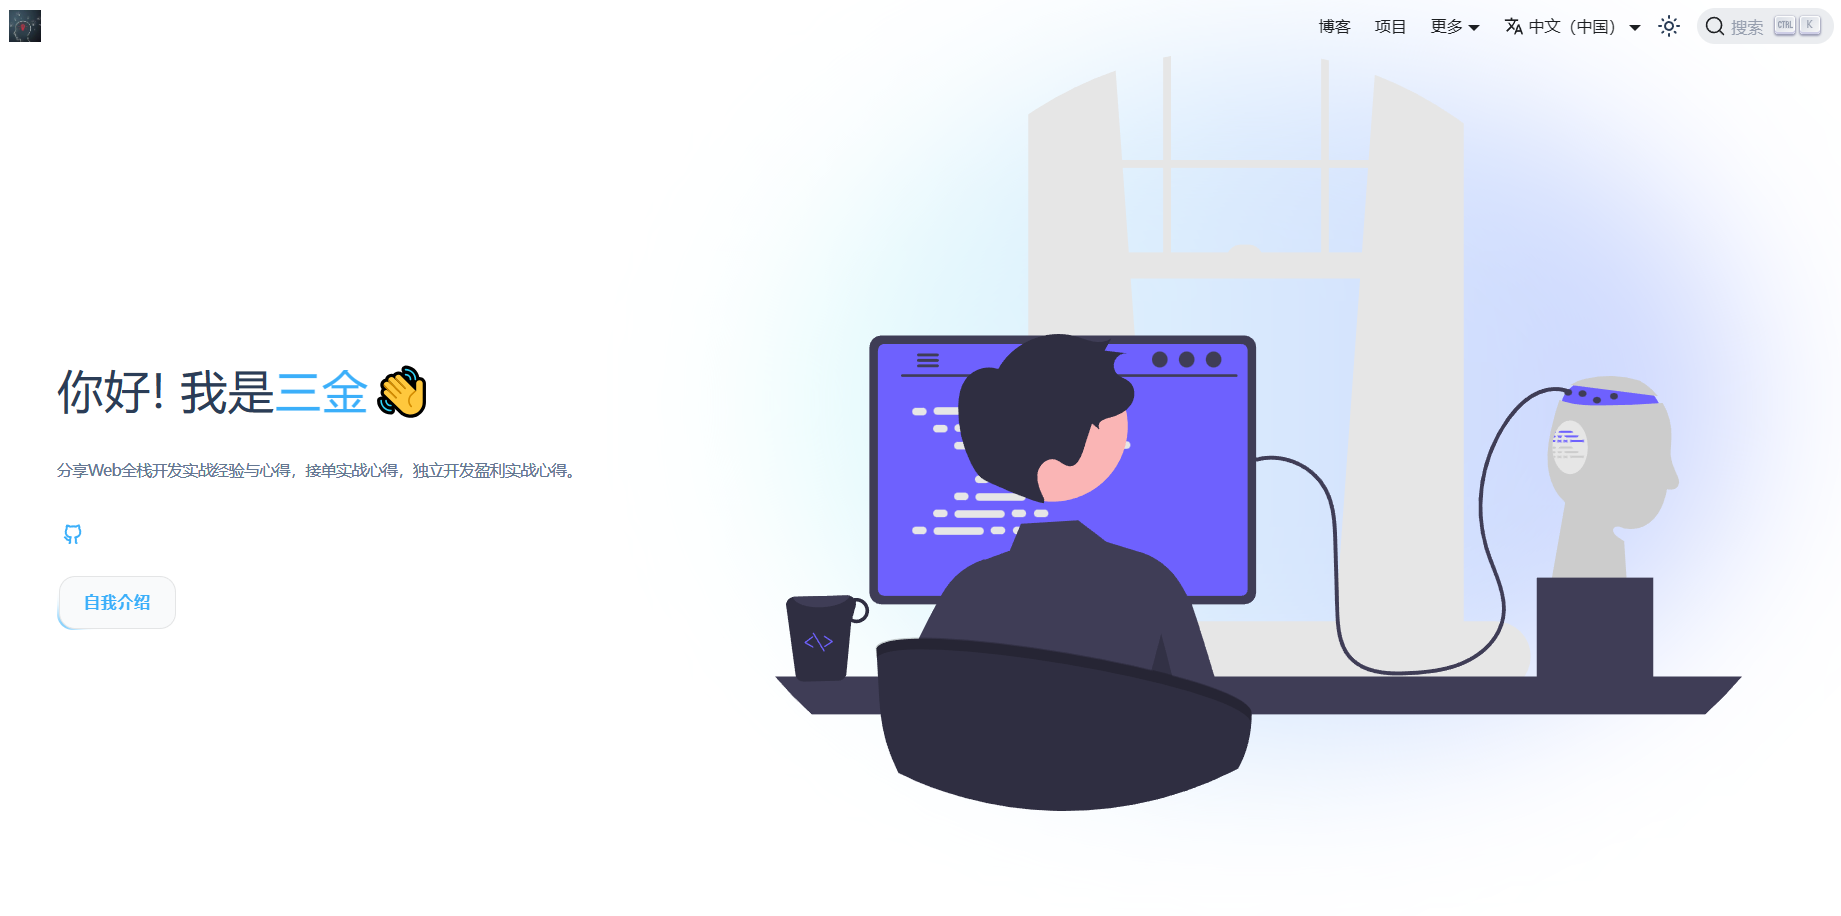 博客 项目 更多 中文（中国） 搜索 CTRL K
你好! 我是三金👋
分享Web全栈开发实战经验与心得，接单实战心得，独立开发盈利实战心得。
自我介绍
<\>